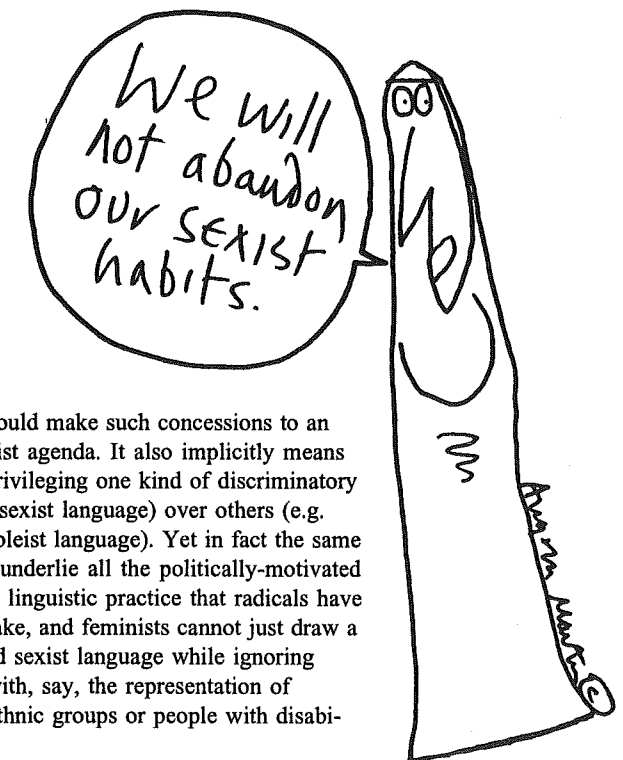 We will
not abandon
our sexist
habits.
ould make such concessions to an
ist agenda. It also implicitly means
rivileging one kind of discriminatory
sexist language) over others (e.g.
bleist language). Yet in fact the same
underlie all the politically-motivated
linguistic practice that radicals have
ake, and feminists cannot just draw a
d sexist language while ignoring
vith, say, the representation of
thnic groups or people with disabi-